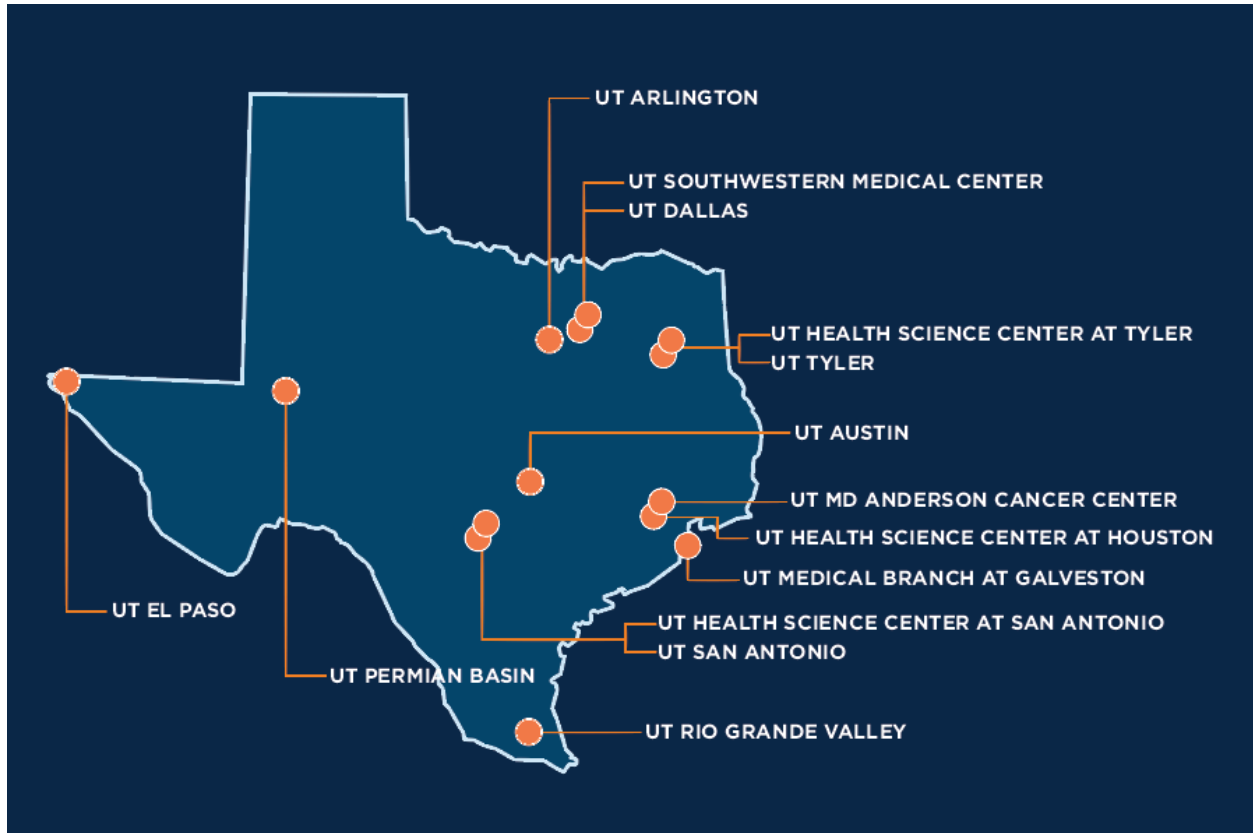 UT ARLINGTON
UT SOUTHWESTERN MEDICAL CENTER
UT DALLAS
UT HEALTH SCIENCE CENTER AT TYLER
UT TYLER
UT AUSTIN
UT MD ANDERSON CANCER CENTER
UT HEALTH SCIENCE CENTER AT HOUSTON
UT MEDICAL BRANCH AT GALVESTON
UT EL PASO
UT HEALTH SCIENCE CENTER AT SAN ANTONIO
UT SAN ANTONIO
UT PERMIAN BASIN
UT RIO GRANDE VALLEY